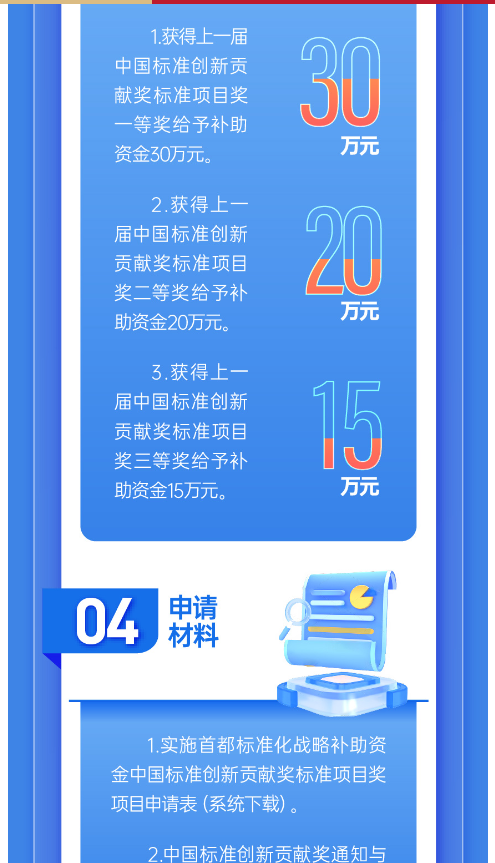 1.获得上一届
中国标准创新贡
献奖标准项目奖
一等奖给予补助
资金30万元。
30
万元
2.获得上一
届中国标准创新
贡献奖标准项目
奖二等奖给予补
助资金20万元。
20
万元
3.获得上一
届中国标准创新
贡献奖标准项目
奖三等奖给予补
助资金15万元。
15
万元
04
申请
材料
1.实施首都标准化战略补助资
金中国标准创新贡献奖标准项目奖
项目申请表（系统下载）。
2.中国标准创新贡献奖通知与